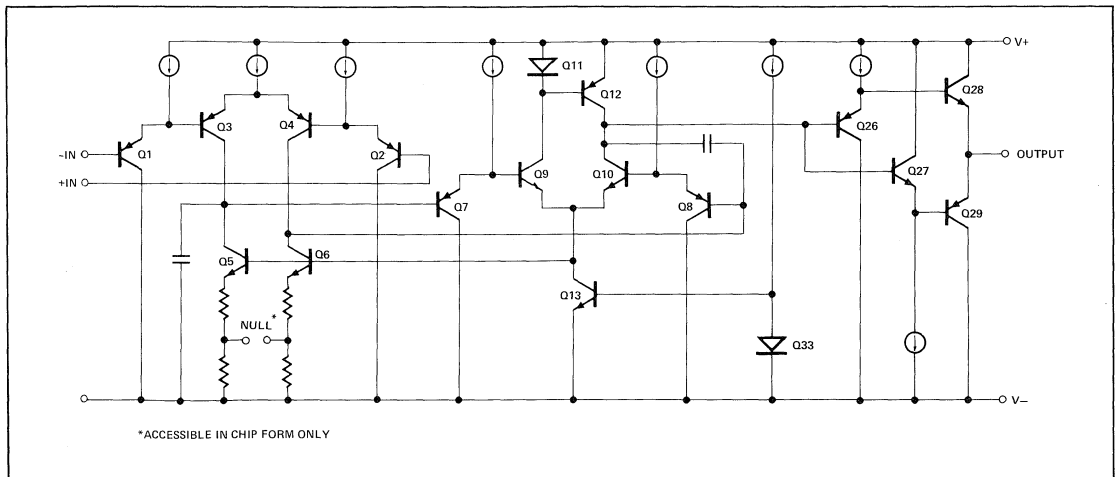 V+
Q11
Q12
Q3
Q4
Q28
Q26
-IN
Q1
Q2
OUTPUT
+IN
Q9
Q10
Q27
Q7
Q8
Q29
Q5
Q6
Q13
NULL*
Q33
V–
*ACCESSIBLE IN CHIP FORM ONLY